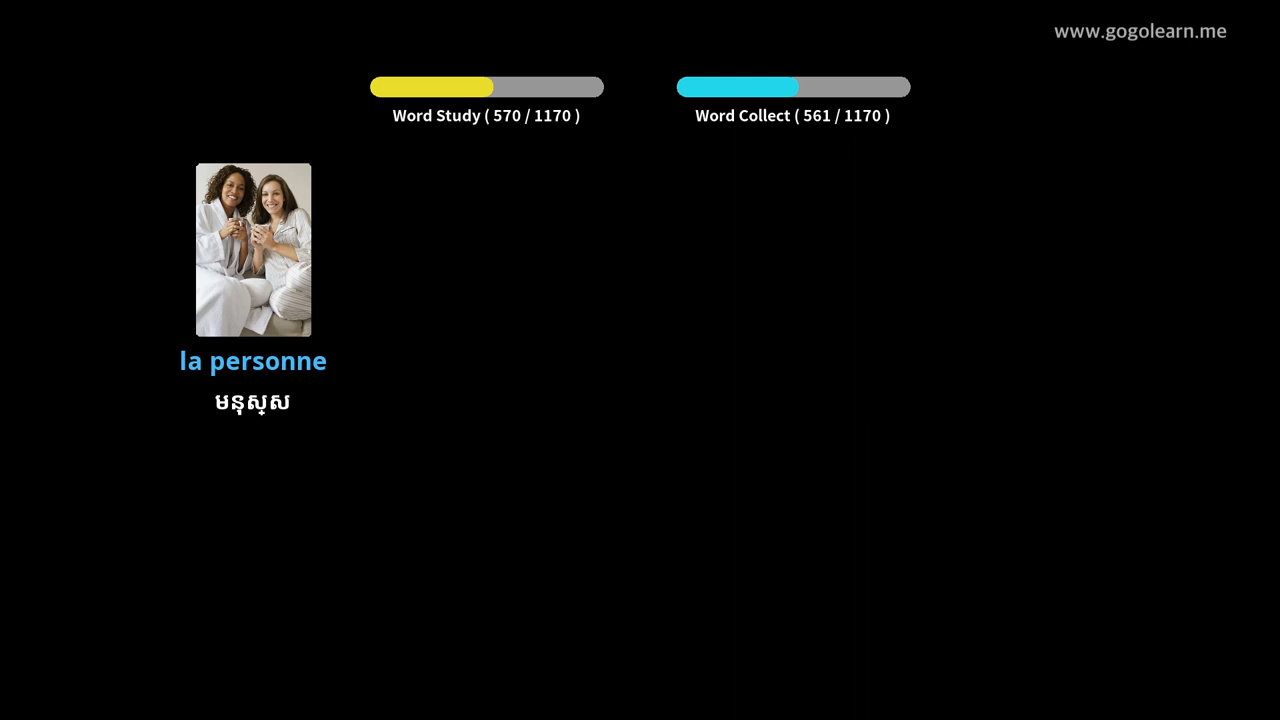 www.gogolearn.me
Word Study ( 570 / 1170 )
Word Collect ( 561 / 1170 )
la personne
មនុស្ស